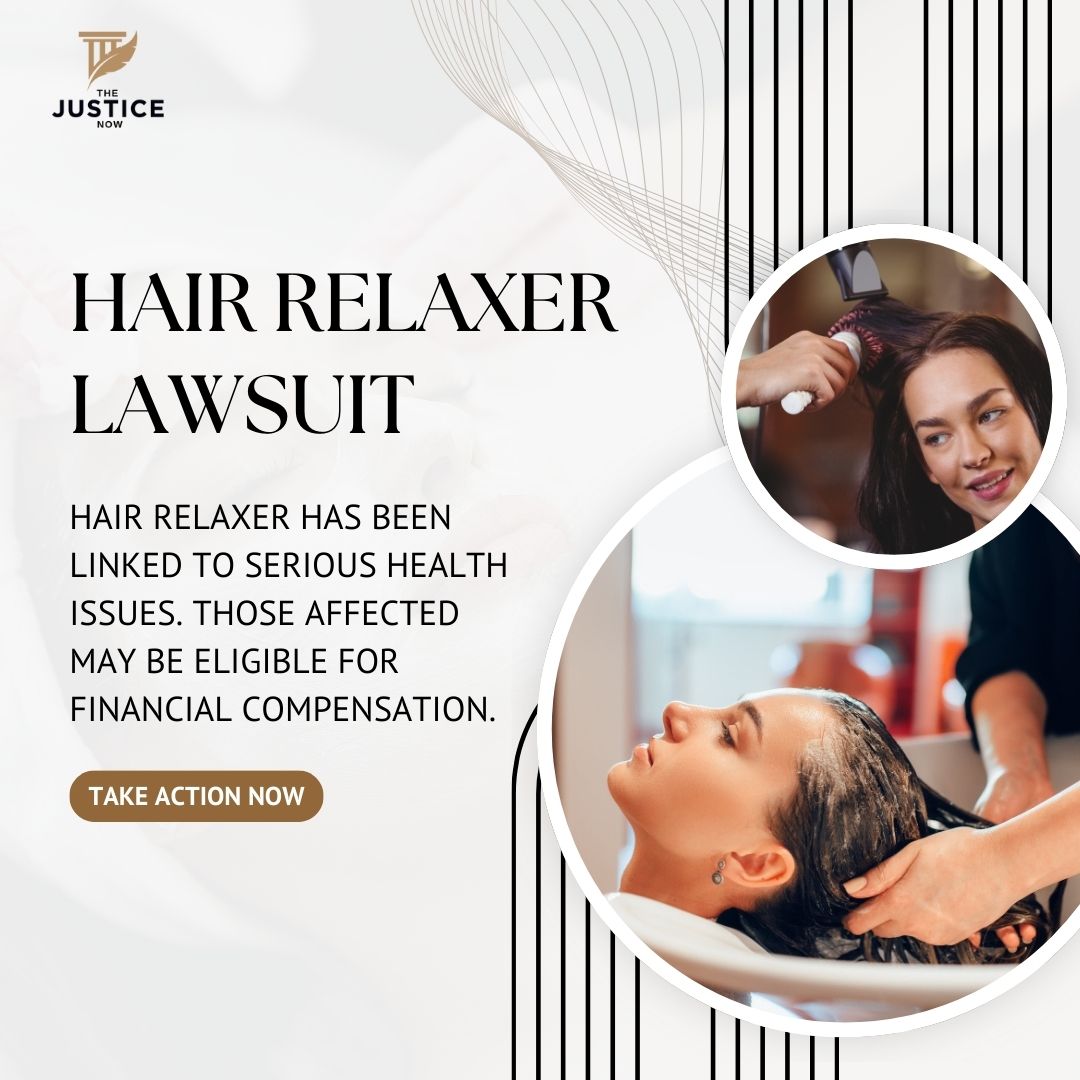 THE
JUSTICE
NOW
HAIR RELAXER
LAWSUIT
HAIR RELAXER HAS BEEN
LINKED TO SERIOUS HEALTH
ISSUES. THOSE AFFECTED
MAY BE ELIGIBLE FOR
FINANCIAL COMPENSATION.
TAKE ACTION NOW